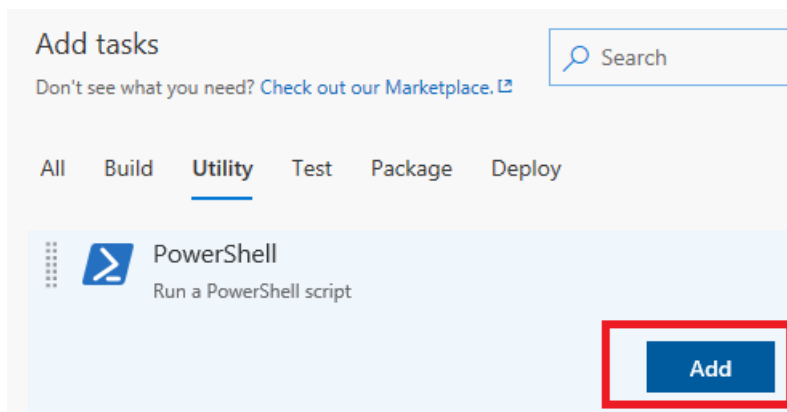 Add tasks
Search
Don't see what you need? Check out our Marketplace.
All Build Utility Test Package Deploy
PowerShell
Run a PowerShell script
Add